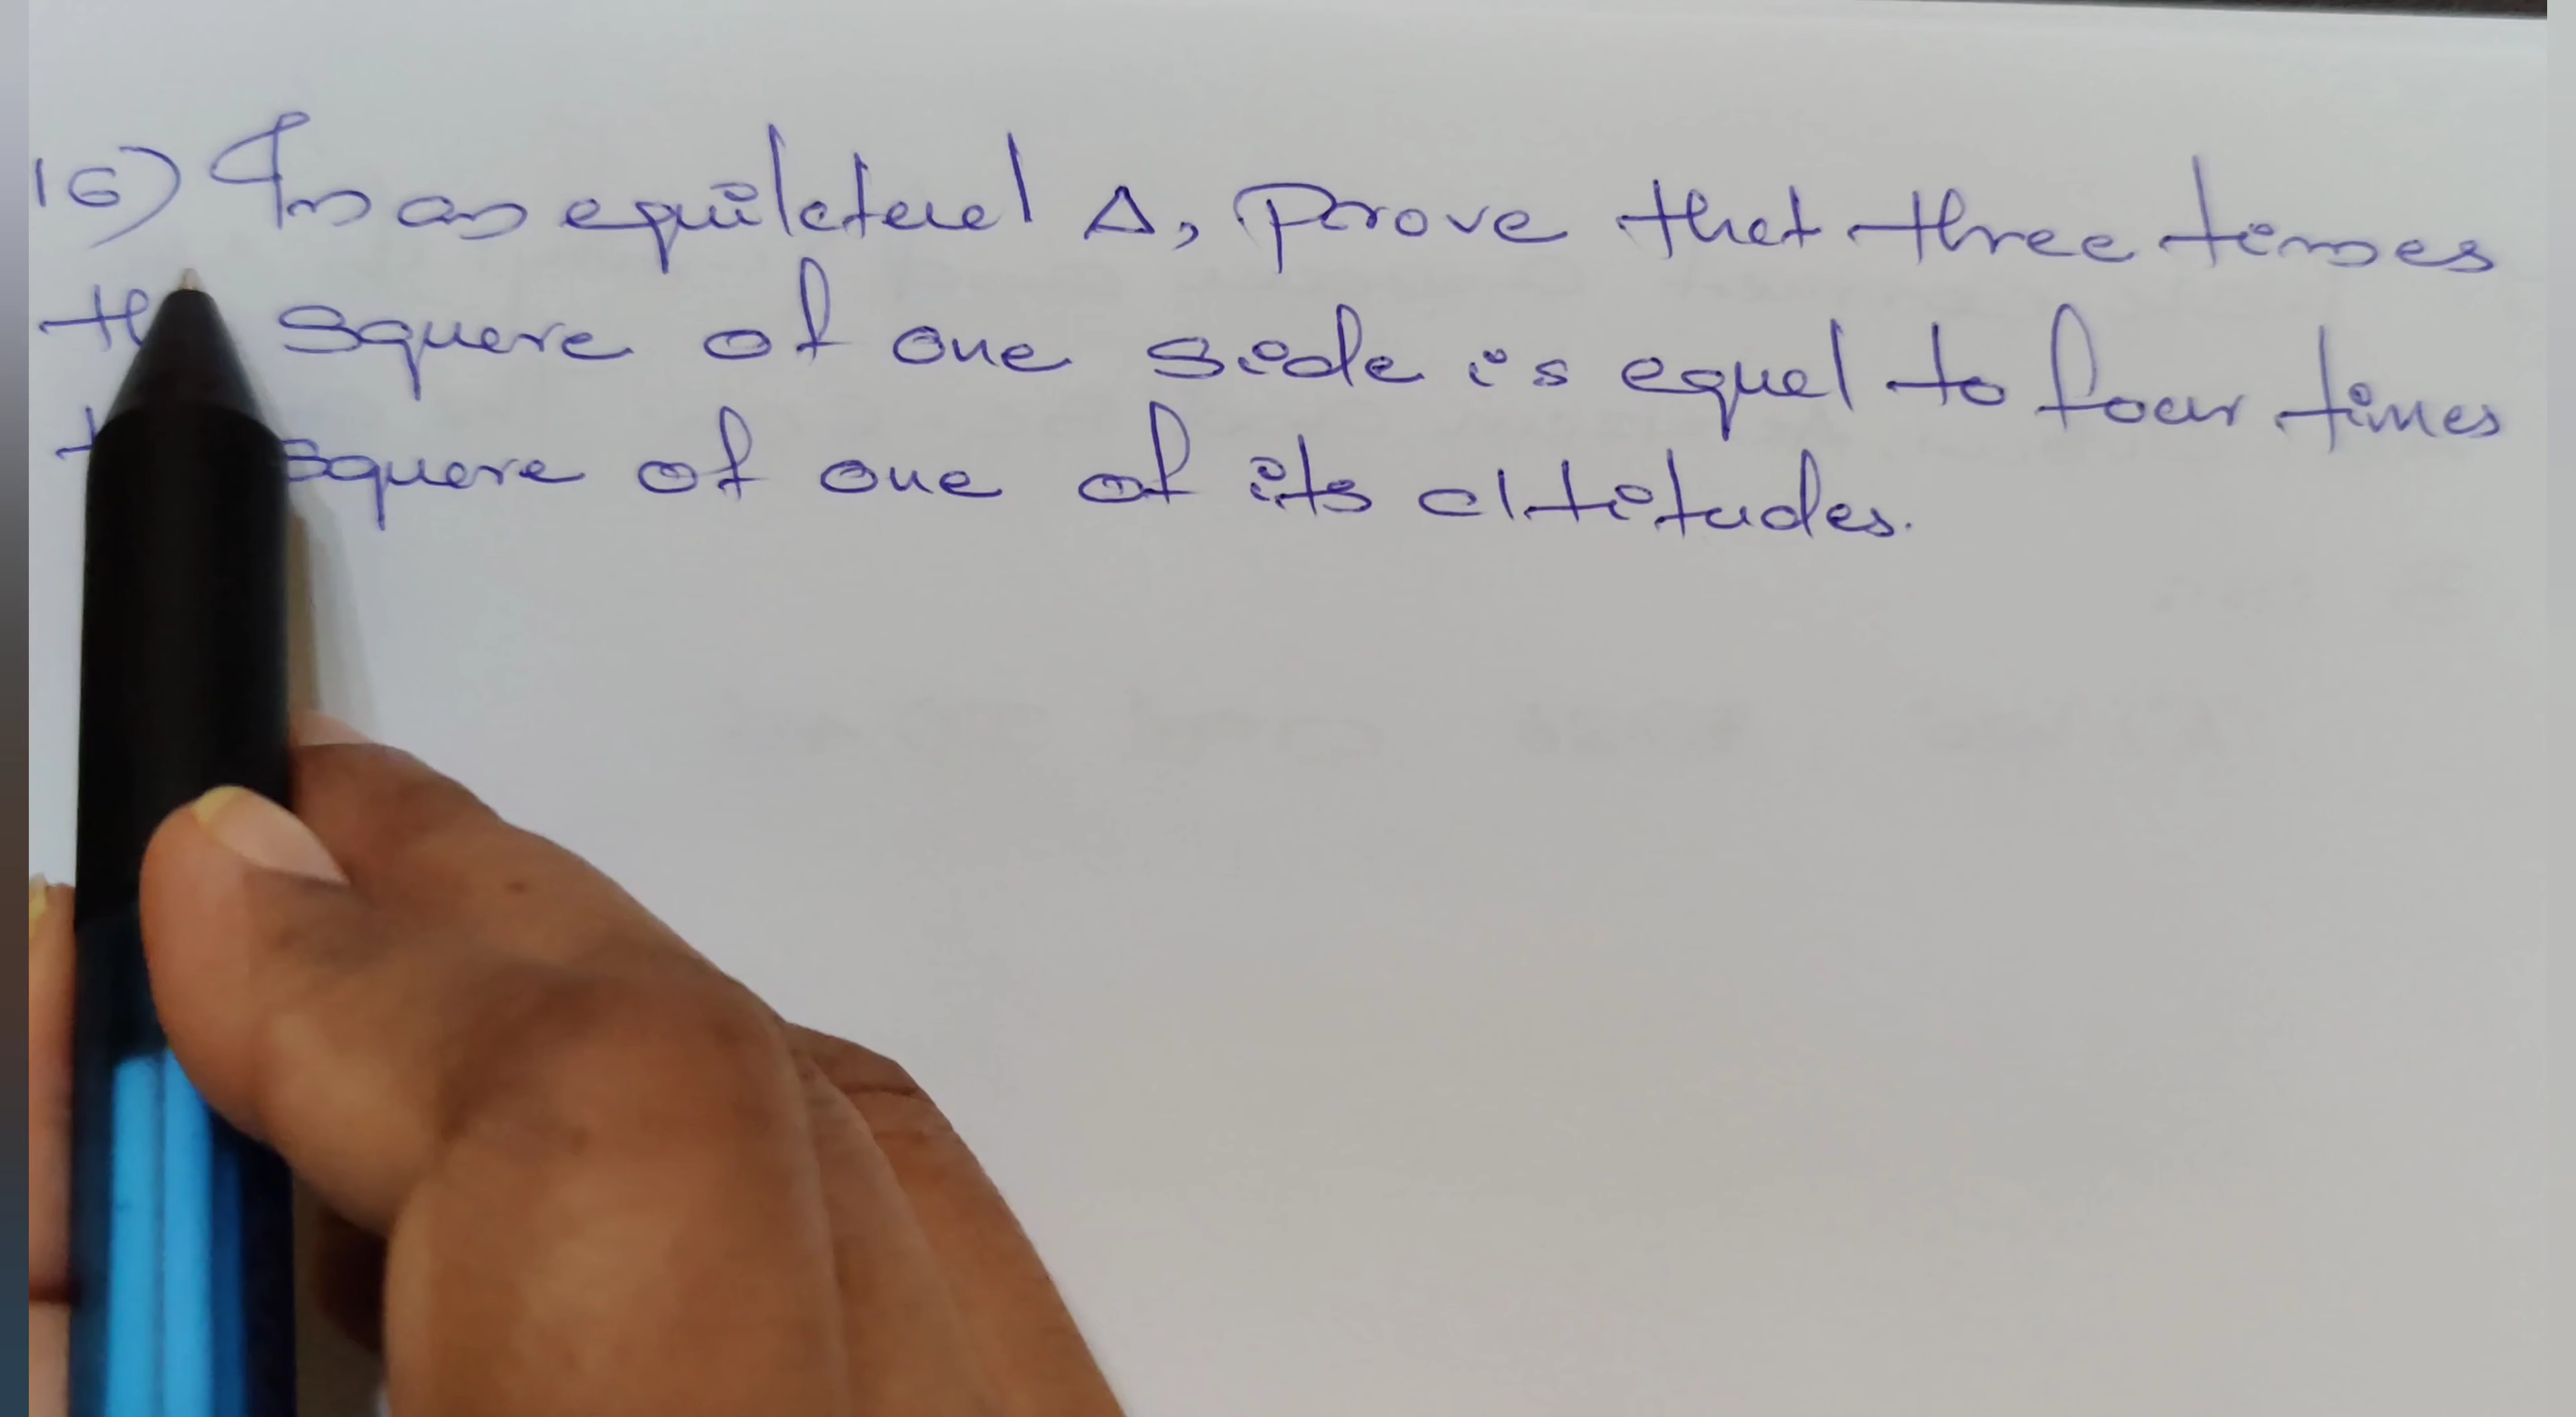 16) In an equilateral Δ, Prove that three times
square of one side is equal to four times
square of one of its altitudes.